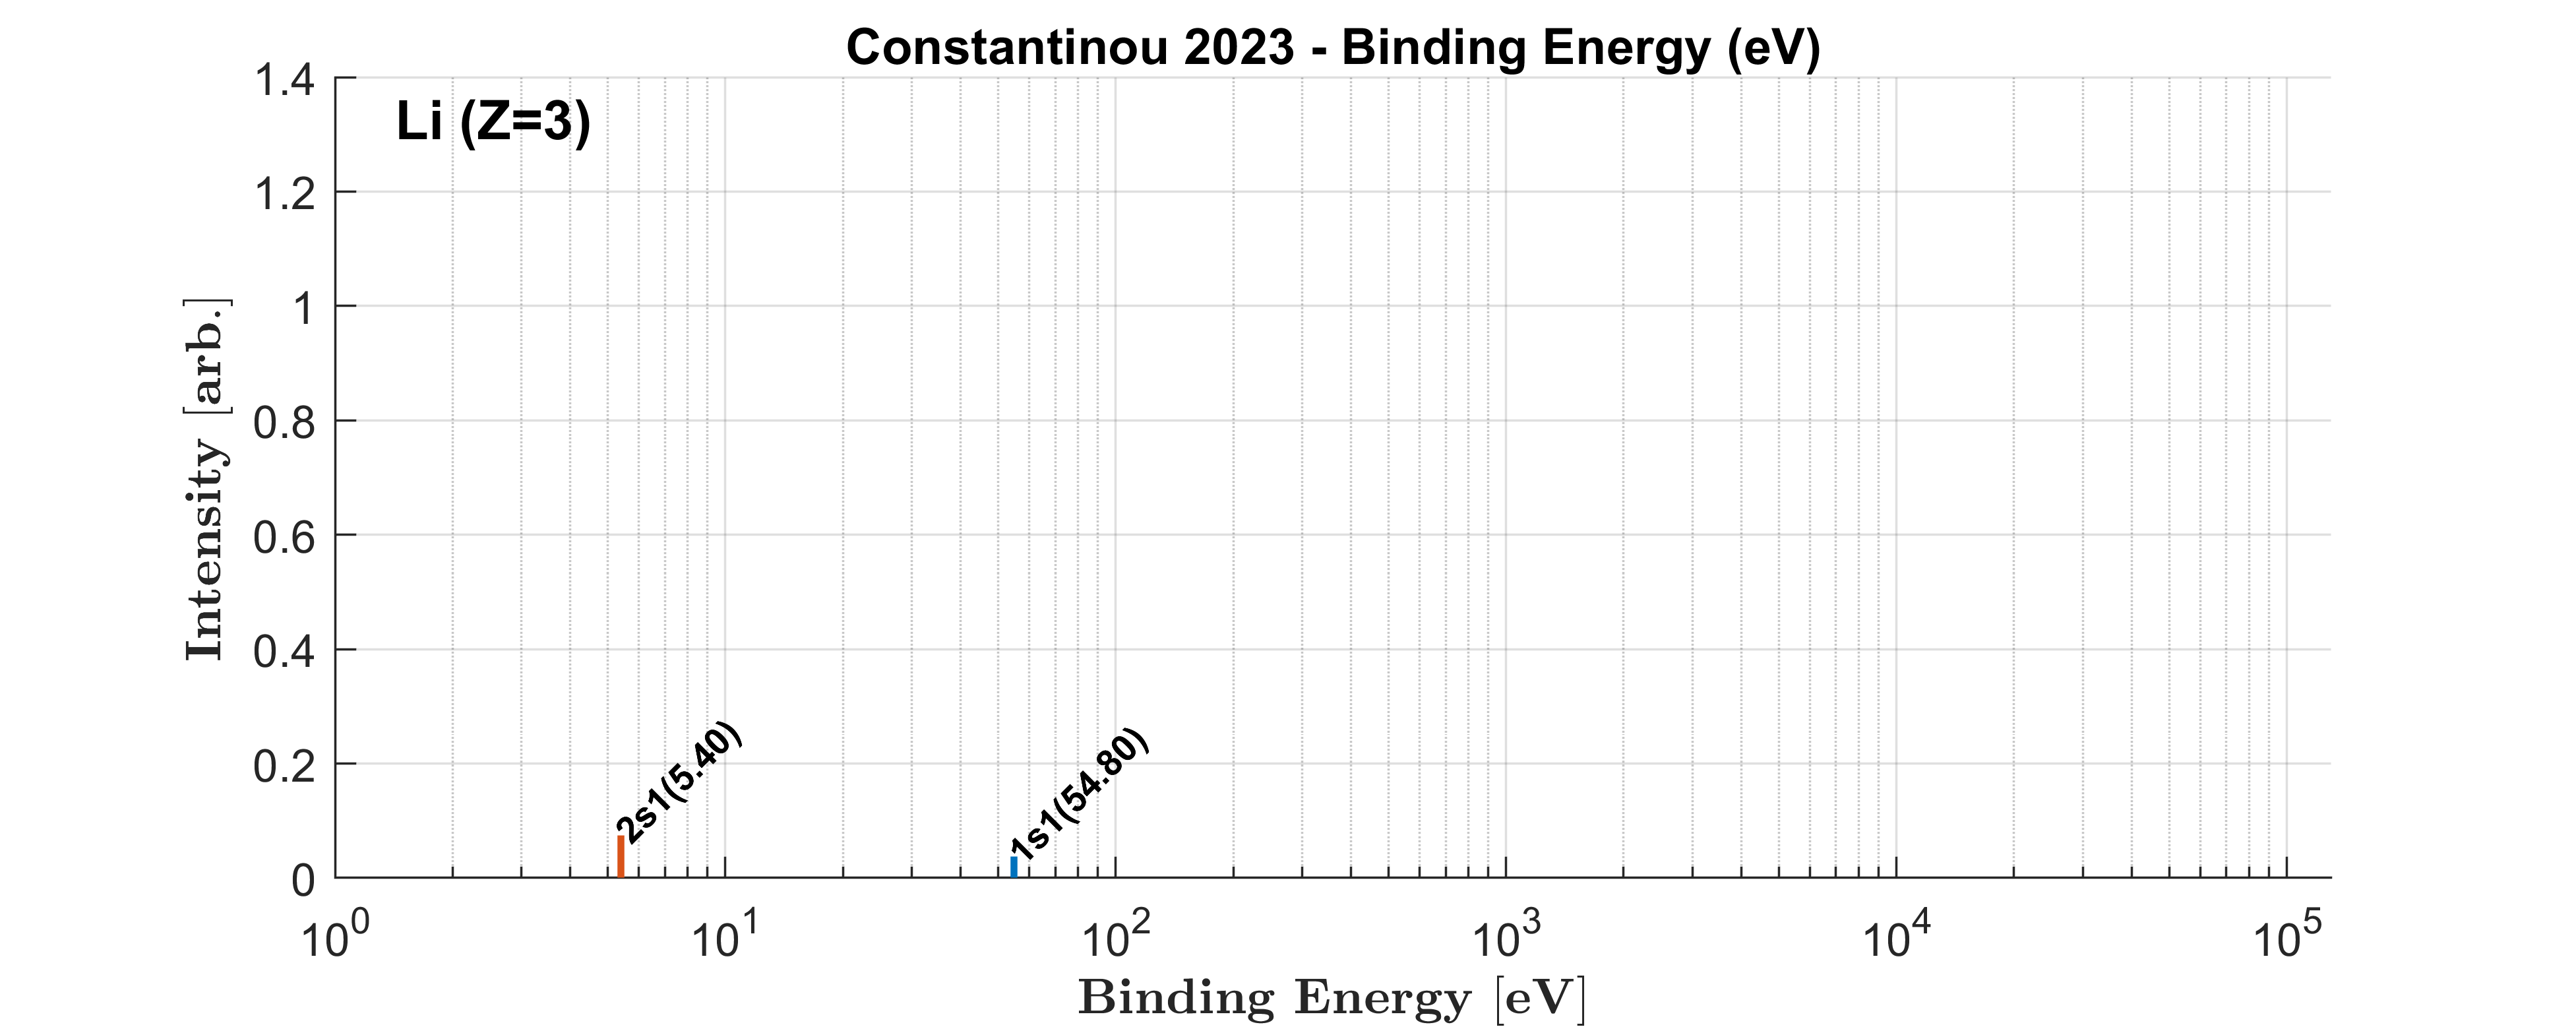 Constantinou 2023 - Binding Energy (eV)
Li (Z=3)
1.4
1.2
1
0.8
0.6
0.4
0.2
0
Intensity [arb.]
2s1(5.40)
1s1(54.80)
10^0 10^1 10^2 10^3 10^4 10^5
Binding Energy [eV]